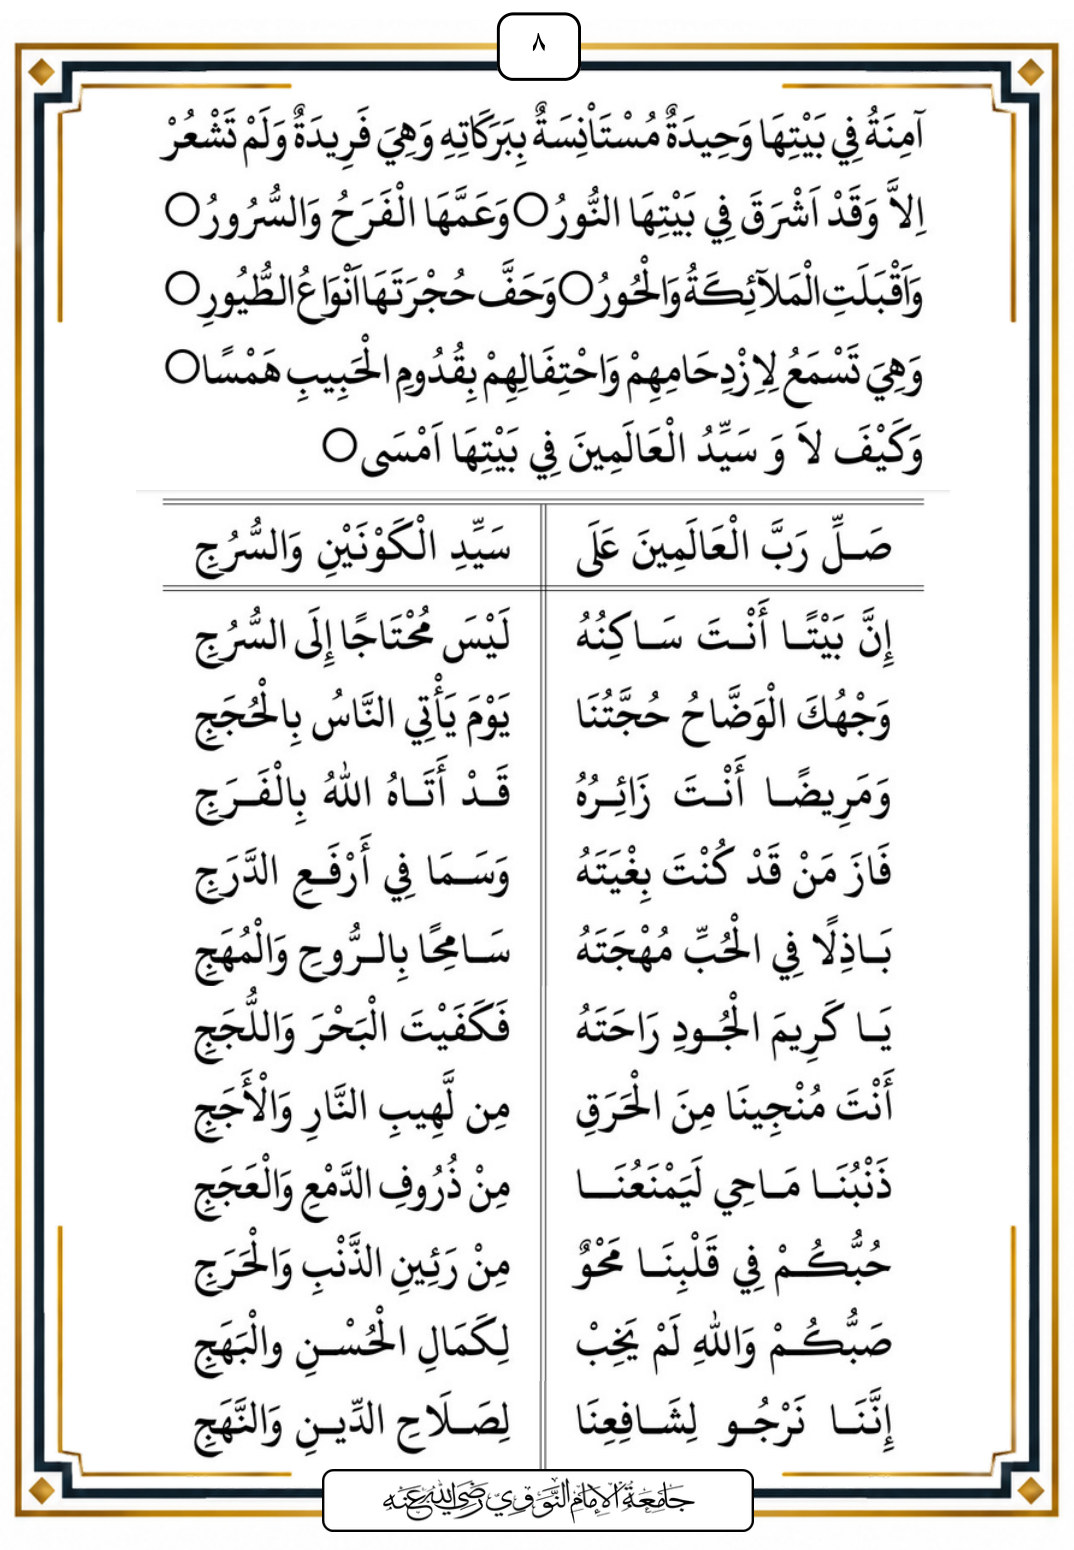 ٨
آمِنَةُ فِي بَيْتِهَا وَحِيدَةٌ مُسْتَاْنِسَةٌ بِبَرَكَاتِهِ وَهِيَ فَرِيدَةٌ وَلَمْ تَشْعُرْ
اِلاَّ وَقَدْ اَشْرَقَ فِي بَيْتِهَا النُّورُ○وَعَمَّهَا الْفَرَحُ وَالسُّرُورُ○
وَاَقْبَلَتِ الْمَلآئِكَةُ وَالْحُورُ○وَحَفَّ حُجْرَتَهَا اَنْوَاعُ الطُّيُورِ○
وَهِيَ تَسْمَعُ لِاِزْدِحَامِهِمْ وَاحْتِفَالِهِمْ بِقُدُومِ الْحَبِيبِ هَمْسًا○
وَكَيْفَ لاَ وَ سَيِّدُ الْعَالَمِينَ فِي بَيْتِهَا اَمْسَى○
صَلِّ رَبَّ الْعَالَمِينَ عَلَى سَيِّدِ الْكَوْنَيْنِ وَالسُّرُجِ
إِنَّ بَيْتًا أَنْتَ سَاكِنُهُ لَيْسَ مُحْتَاجًا إِلَى السُّرُجِ
وَجْهُكَ الْوَضَّاحُ حُجَّتُنَا يَوْمَ يَأْتِي النَّاسُ بِالْحُجَجِ
وَمَرِيضًا أَنْتَ زَائِرُهُ قَدْ أَتَاهُ اللهُ بِالْفَرَجِ
فَازَ مَنْ قَدْ كُنْتَ بِغْيَتَهُ وَسَمَا فِي أَرْفَعِ الدَّرَجِ
بَاذِلًا فِي الْحُبِّ مُهْجَتَهُ سَامِحًا بِالرُّوحِ وَالْمُهَجِ
يَا كَرِيمَ الْجُودِ رَاحَتَهُ فَكَفَيْتَ الْبَحْرَ وَاللُّجَجِ
أَنْتَ مُنْجِينَا مِنَ الْحَرَقِ مِن لَّهِيبِ النَّارِ وَالْأَجَجِ
ذَنْبُنَا مَاحِي لَيَمْنَعُنَا مِنْ ذُرُوفِ الدَّمْعِ وَالْعَجَجِ
حُبُّكُمْ فِي قَلْبِنَا مَحْوٌ مِنْ رَئِينِ الذَّنْبِ وَالْحَرَجِ
صَبُّكُمْ وَاللهِ لَمْ يَخِبْ لِكَمَالِ الْحُسْنِ والْبَهَجِ
إِنَّنَا نَرْجُو لِشَافِعِنَا لِصَلَاحِ الدِّينِ وَالنَّهَجِ
جَامِعَةُ الإِمَامِ النَّوَوِي رَضِيَ اللهُ عَنْهُ